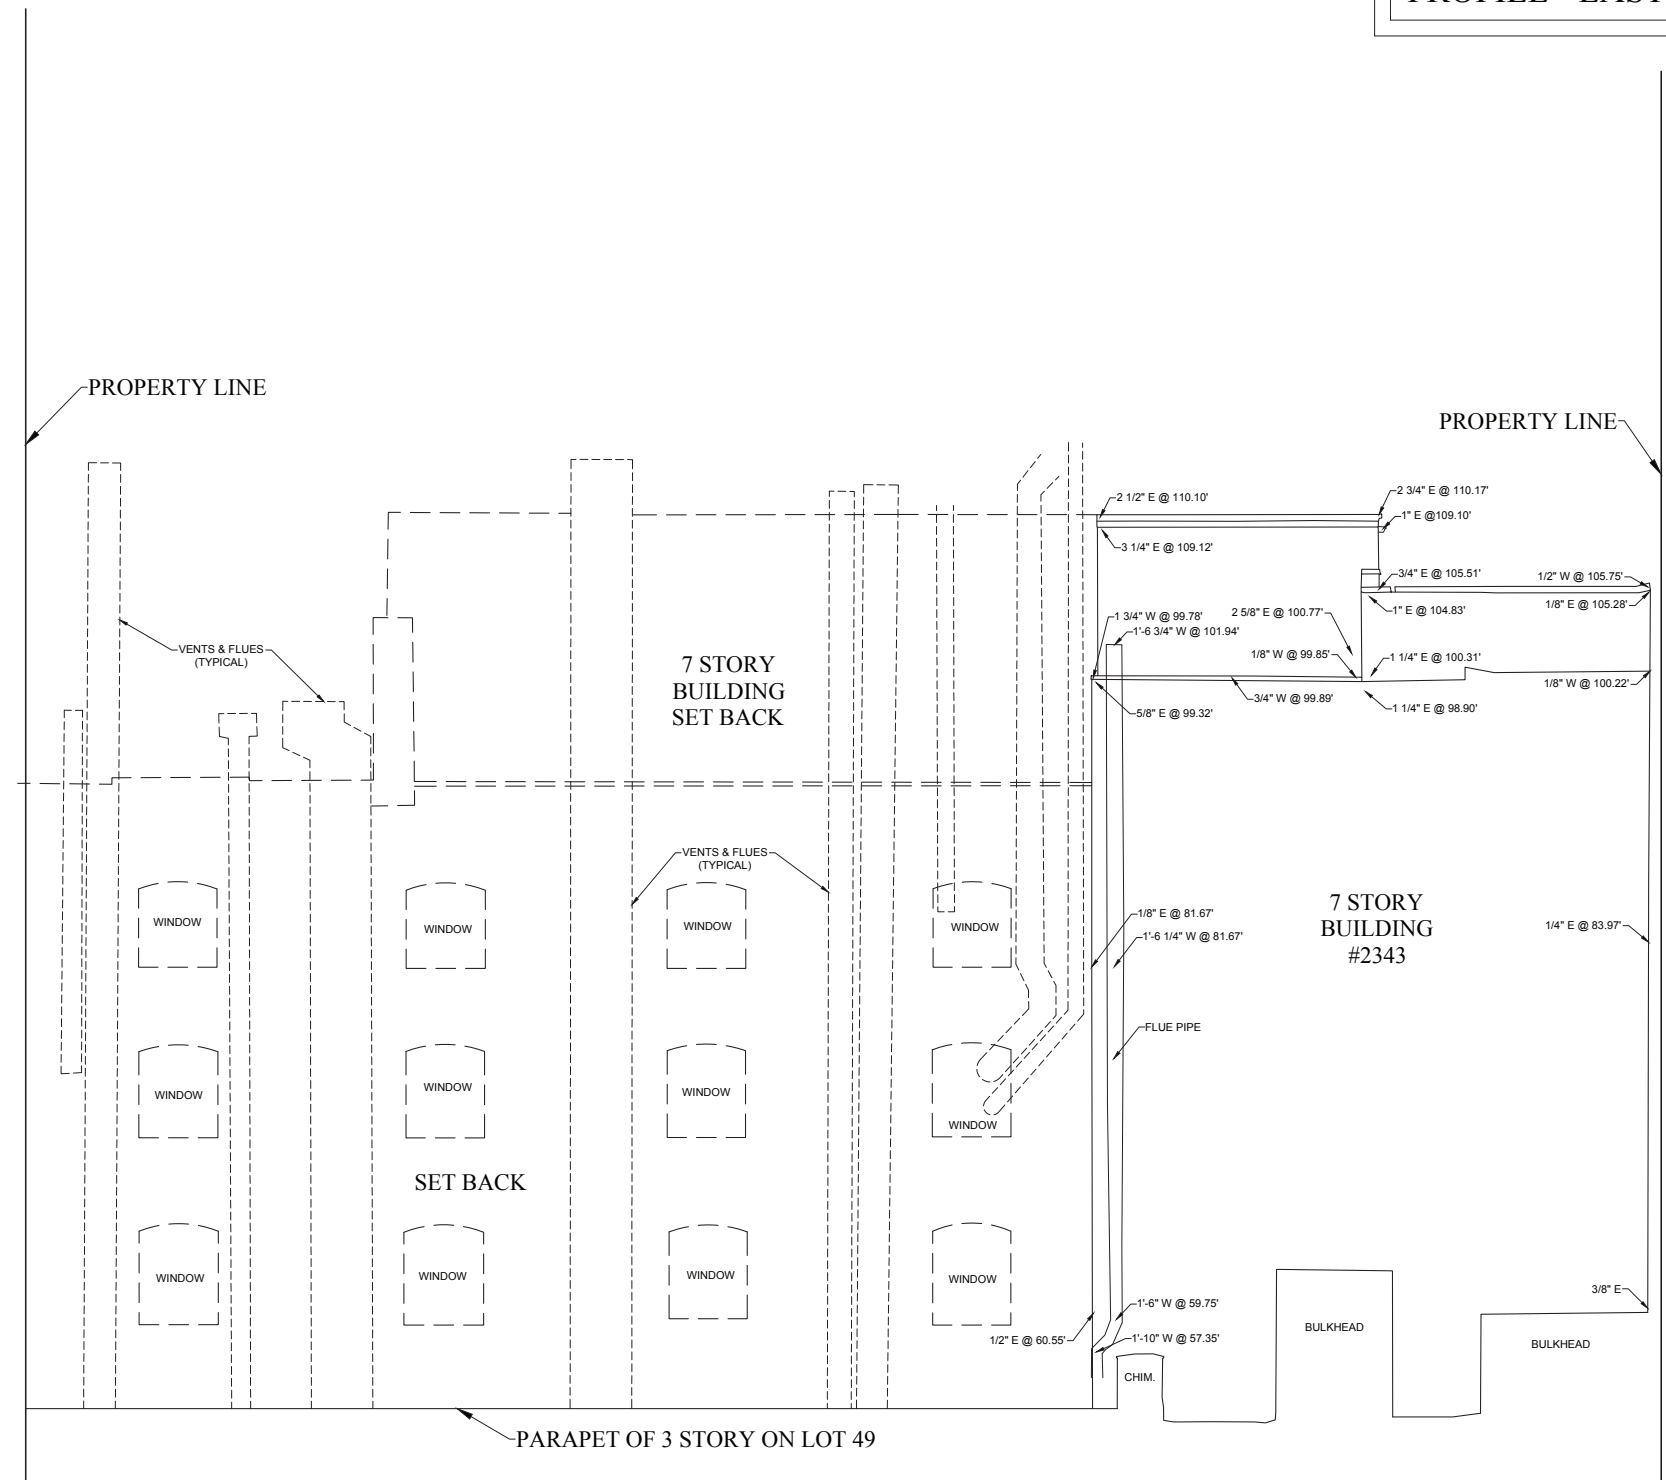 PROPERTY LINE
PROPERTY LINE
2 1/2" E @ 110.10'
2 3/4" E @ 110.17'
1" E @109.10'
3 1/4" E @ 109.12'
3/4" E @ 105.51'
1/2" W @ 105.75'
1" E @ 104.83'
1/8" E @ 105.28'
1 3/4" W @ 99.78'
2 5/8" E @ 100.77'
1'-6 3/4" W @ 101.94'
1/8" W @ 99.85'
1 1/4" E @ 100.31'
3/4" W @ 99.89'
1/8" W @ 100.22'
5/8" E @ 99.32'
1 1/4" E @ 98.90'
VENTS & FLUES
(TYPICAL)
7 STORY
BUILDING
SET BACK
VENTS & FLUES
(TYPICAL)
WINDOW
WINDOW
WINDOW
WINDOW
1/8" E @ 81.67'
1'-6 1/4" W @ 81.67'
7 STORY
BUILDING
#2343
1/4" E @ 83.97'
FLUE PIPE
WINDOW
WINDOW
WINDOW
WINDOW
SET BACK
WINDOW
WINDOW
WINDOW
WINDOW
1'-6" W @ 59.75'
3/8" E
1/2" E @ 60.55'
1'-10" W @ 57.35'
BULKHEAD
BULKHEAD
CHIM.
PARAPET OF 3 STORY ON LOT 49